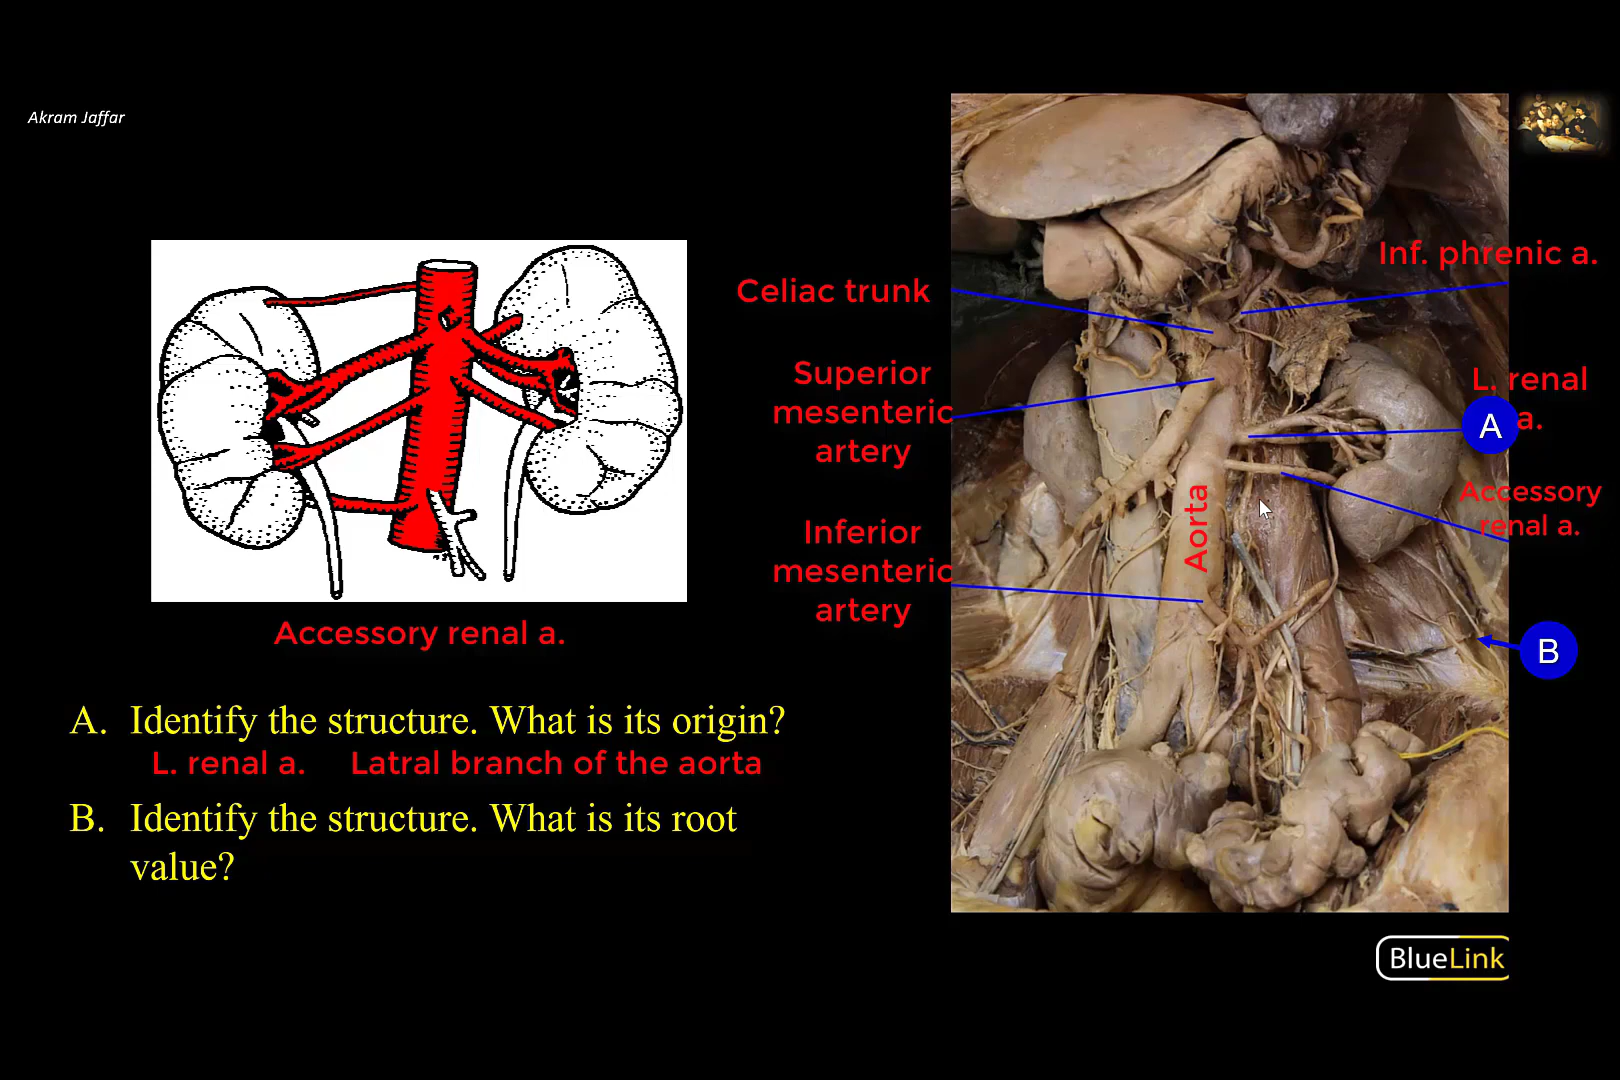 Akram Jaffar
Inf. phrenic a.
Celiac trunk
Superior
mesenteric
artery
L. renal
a.
A
Accessory
renal a.
Aorta
Inferior
mesenteric
artery
B
Accessory renal a.
A. Identify the structure. What is its origin?
L. renal a. Latral branch of the aorta
B. Identify the structure. What is its root
value?
BlueLink